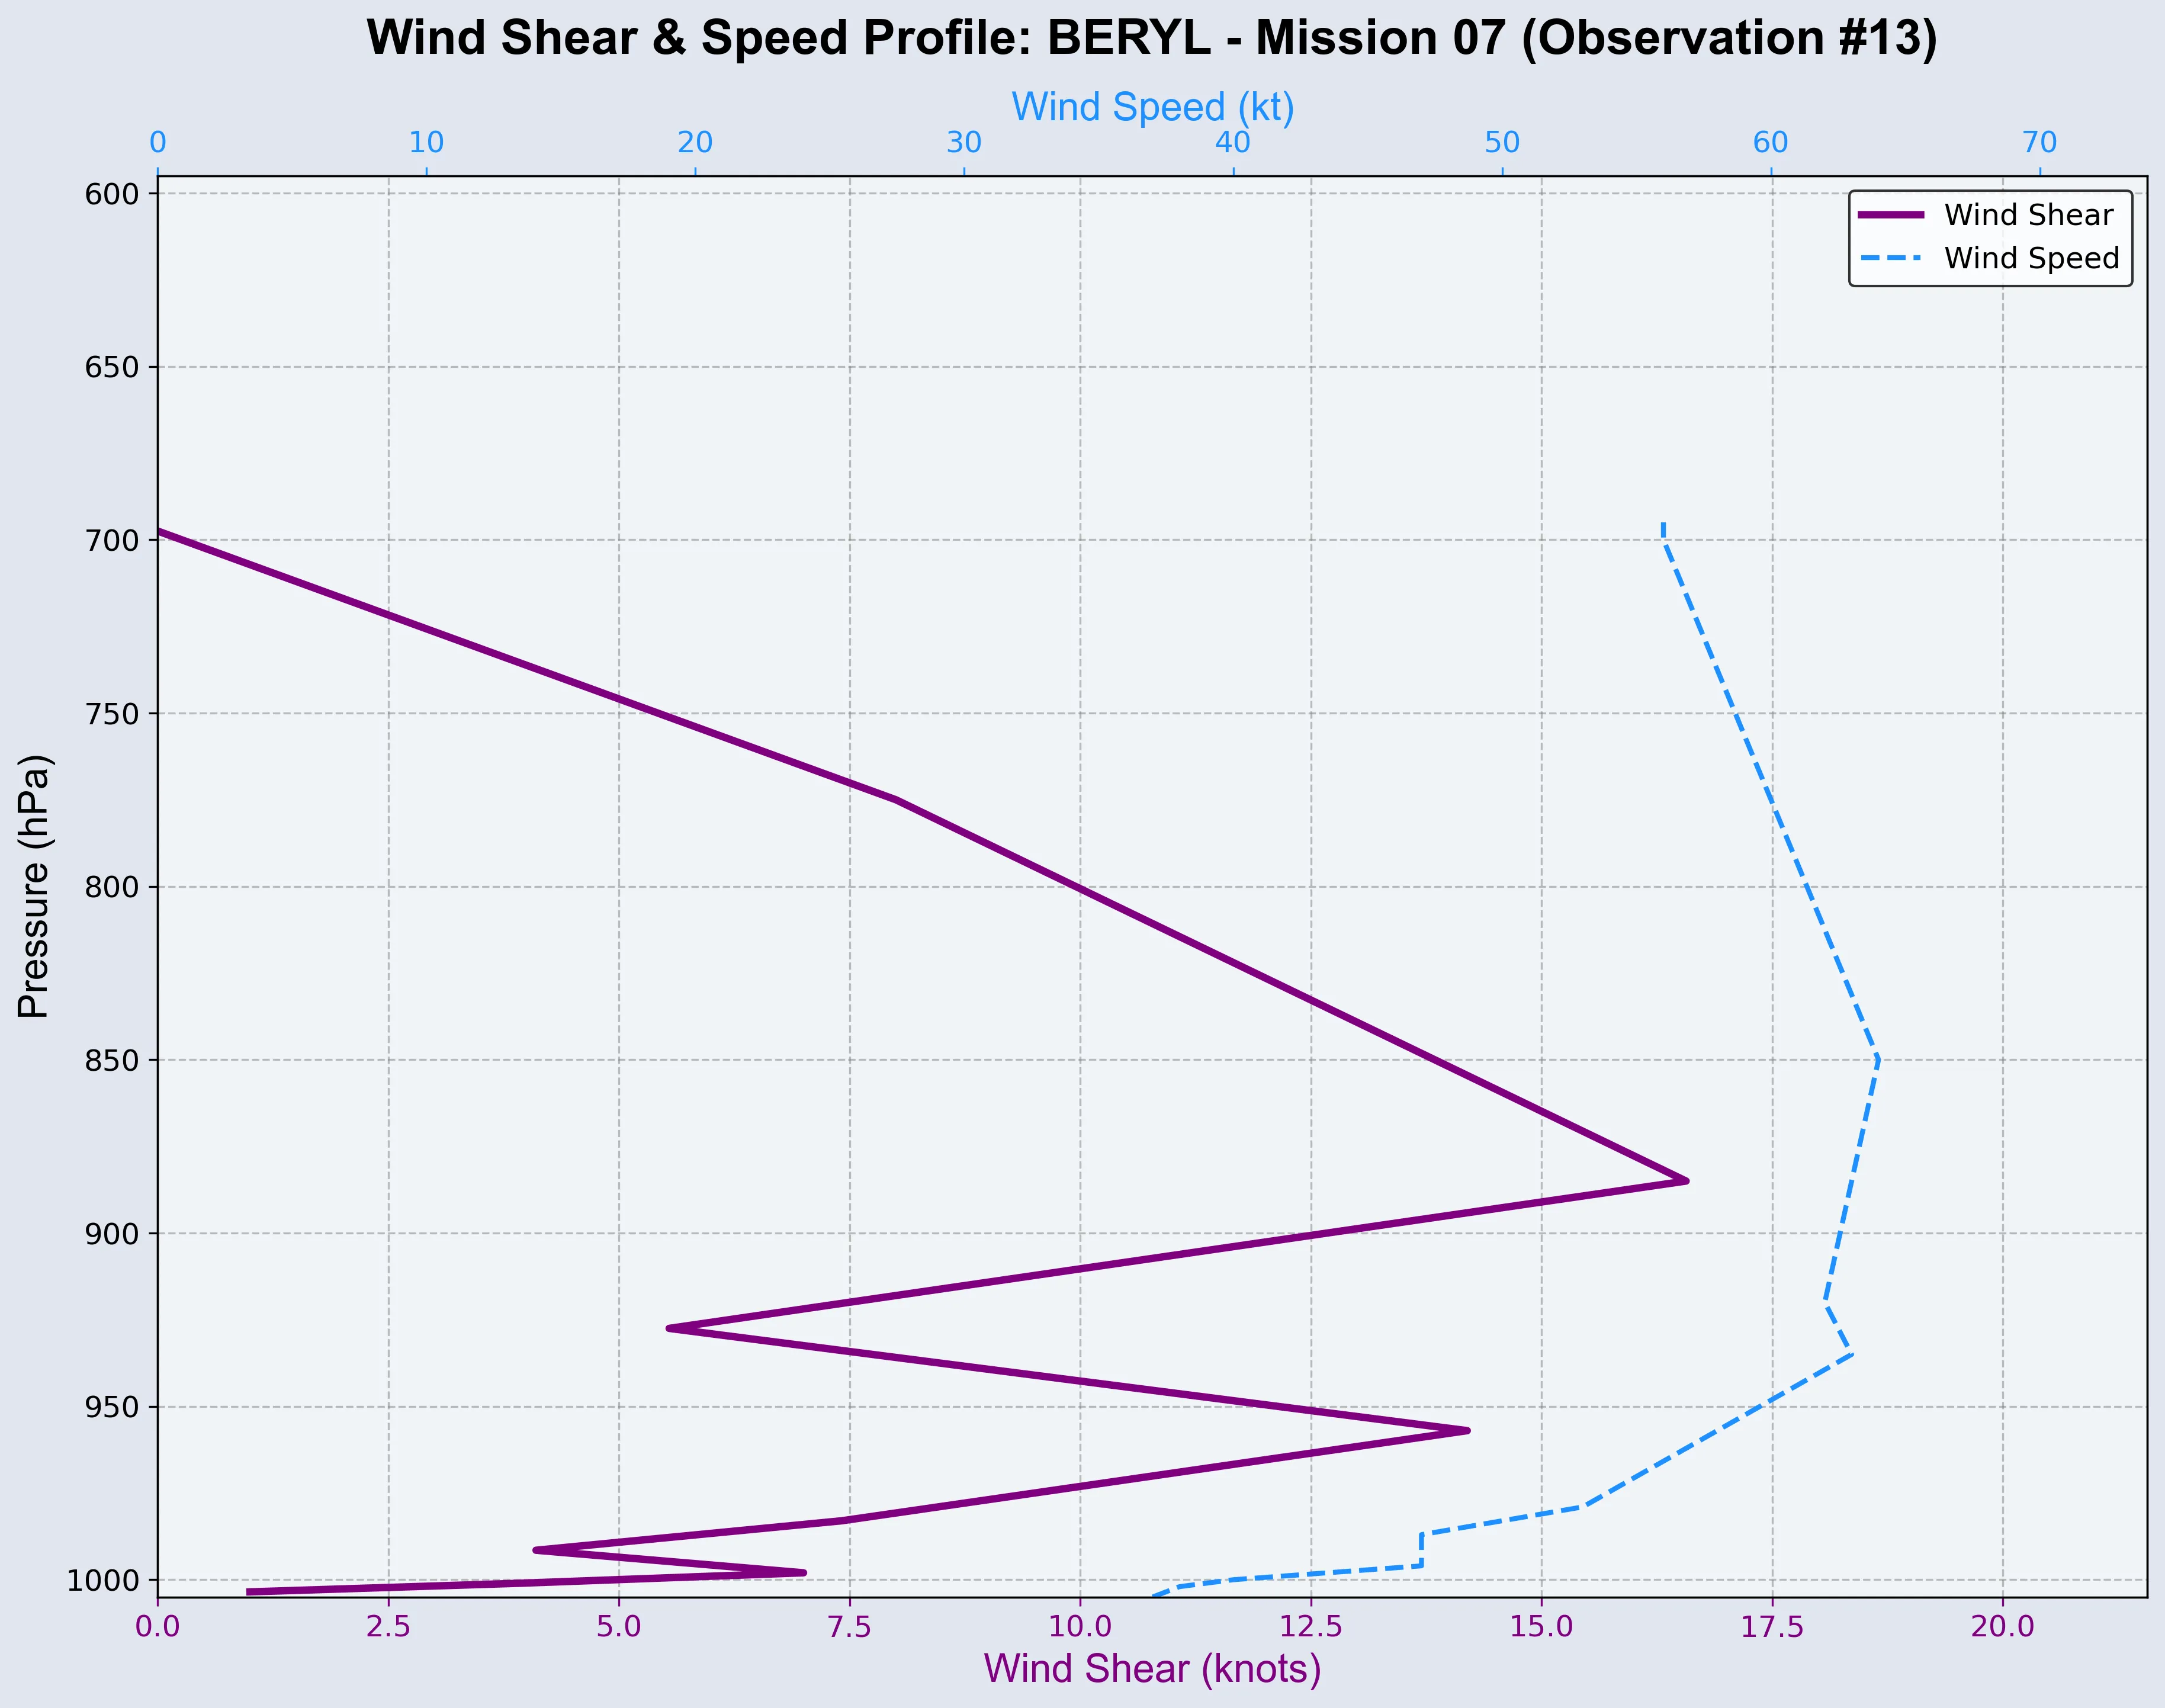 Wind Shear & Speed Profile: BERYL - Mission 07 (Observation #13)
Wind Speed (kt)
0 10 20 30 40 50 60 70
Wind Shear
Wind Speed
600
650
700
750
800
850
900
950
1000
Pressure (hPa)
0.0 2.5 5.0 7.5 10.0 12.5 15.0 17.5 20.0
Wind Shear (knots)